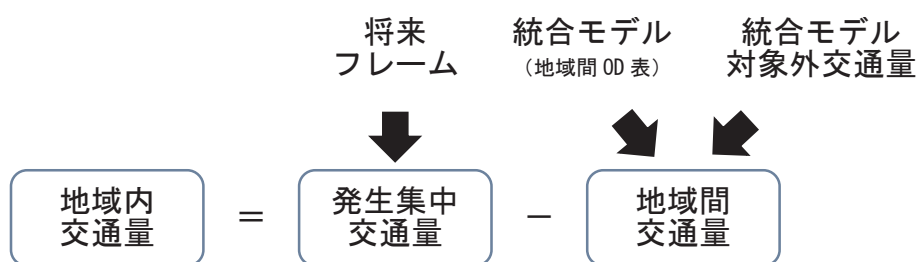 将来
フレーム
統合モデル
（地域間 OD 表）
統合モデル
対象外交通量
地域内
交通量
＝
発生集中
交通量
－
地域間
交通量